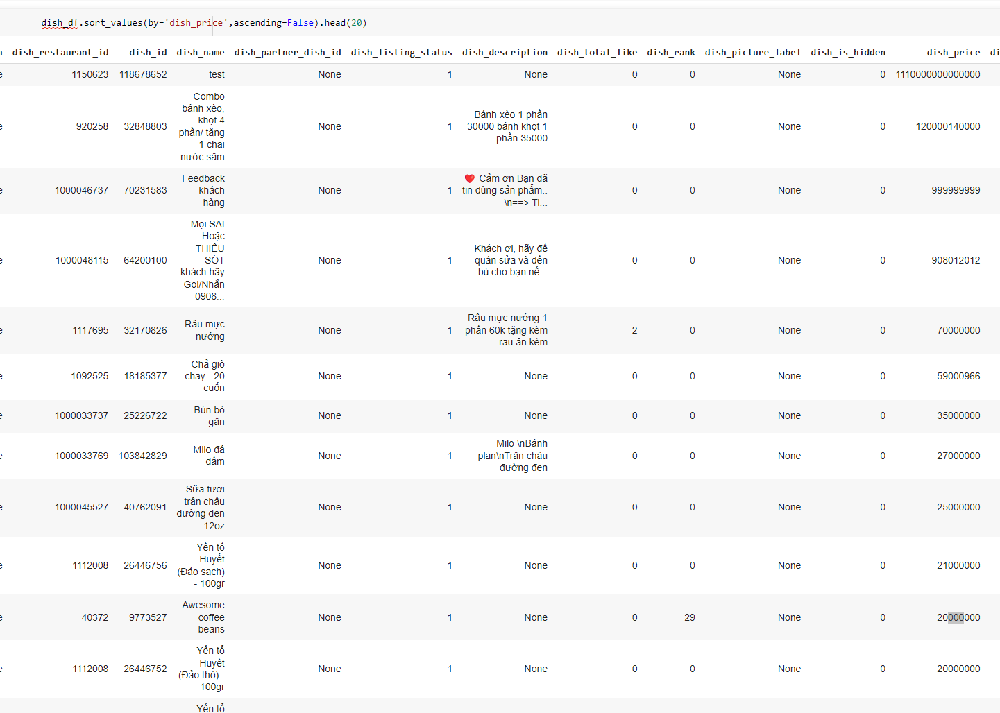 dish_df.sort_values(by='dish_price',ascending=False).head(20)
dish_restaurant_id dish_id dish_name dish_partner_dish_id dish_listing_status dish_description dish_total_like dish_rank dish_picture_label dish_is_hidden dish_price di
e 1150623 118678652 test None 1 None 0 0 None 0 1110000000000000
Combo
bánh xèo,
khọt 4
phần/ tặng
1 chai
nước sâm
e 920258 32848803 None 1
Bánh xèo 1 phần
30000 bánh khọt 1
phần 35000
0 0 None 0 120000140000
Feedback
khách
hàng
e 1000046737 70231583 None 1
❤️ Cảm ơn Bạn đã
tin dùng sản phẩm..
\n==> Ti...
0 0 None 0 999999999
Mọi SAI
Hoặc
THIẾU
SÓT
khách hãy
Gọi/Nhắn
0908...
e 1000048115 64200100 None 1
Khách ơi, hãy để
quán sửa và đền
bù cho bạn nế...
0 0 None 0 908012012
Râu mực
nướng
e 1117695 32170826 None 1
Râu mực nướng 1
phần 60k tặng kèm
rau ăn kèm
2 0 None 0 70000000
Chả giò
chay - 20
cuốn
e 1092525 18185377 None 1 None 0 0 None 0 59000966
Bún bò
gân
e 1000033737 25226722 None 1 None 0 0 None 0 35000000
Milo đá
dầm
e 1000033769 103842829 None 1
Milo \nBánh
plan\nTrân châu
đường đen
0 0 None 0 27000000
Sữa tươi
trân châu
đường đen
12oz
e 1000045527 40762091 None 1 None 0 0 None 0 25000000
Yến tổ
Huyết
(Đảo sạch)
- 100gr
e 1112008 26446756 None 1 None 0 0 None 0 21000000
Awesome
coffee
beans
e 40372 9773527 None 1 None 0 29 None 0 20000000
Yến tổ
Huyết
(Đảo thô) -
100gr
e 1112008 26446752 None 1 None 0 0 None 0 20000000
Yến tổ